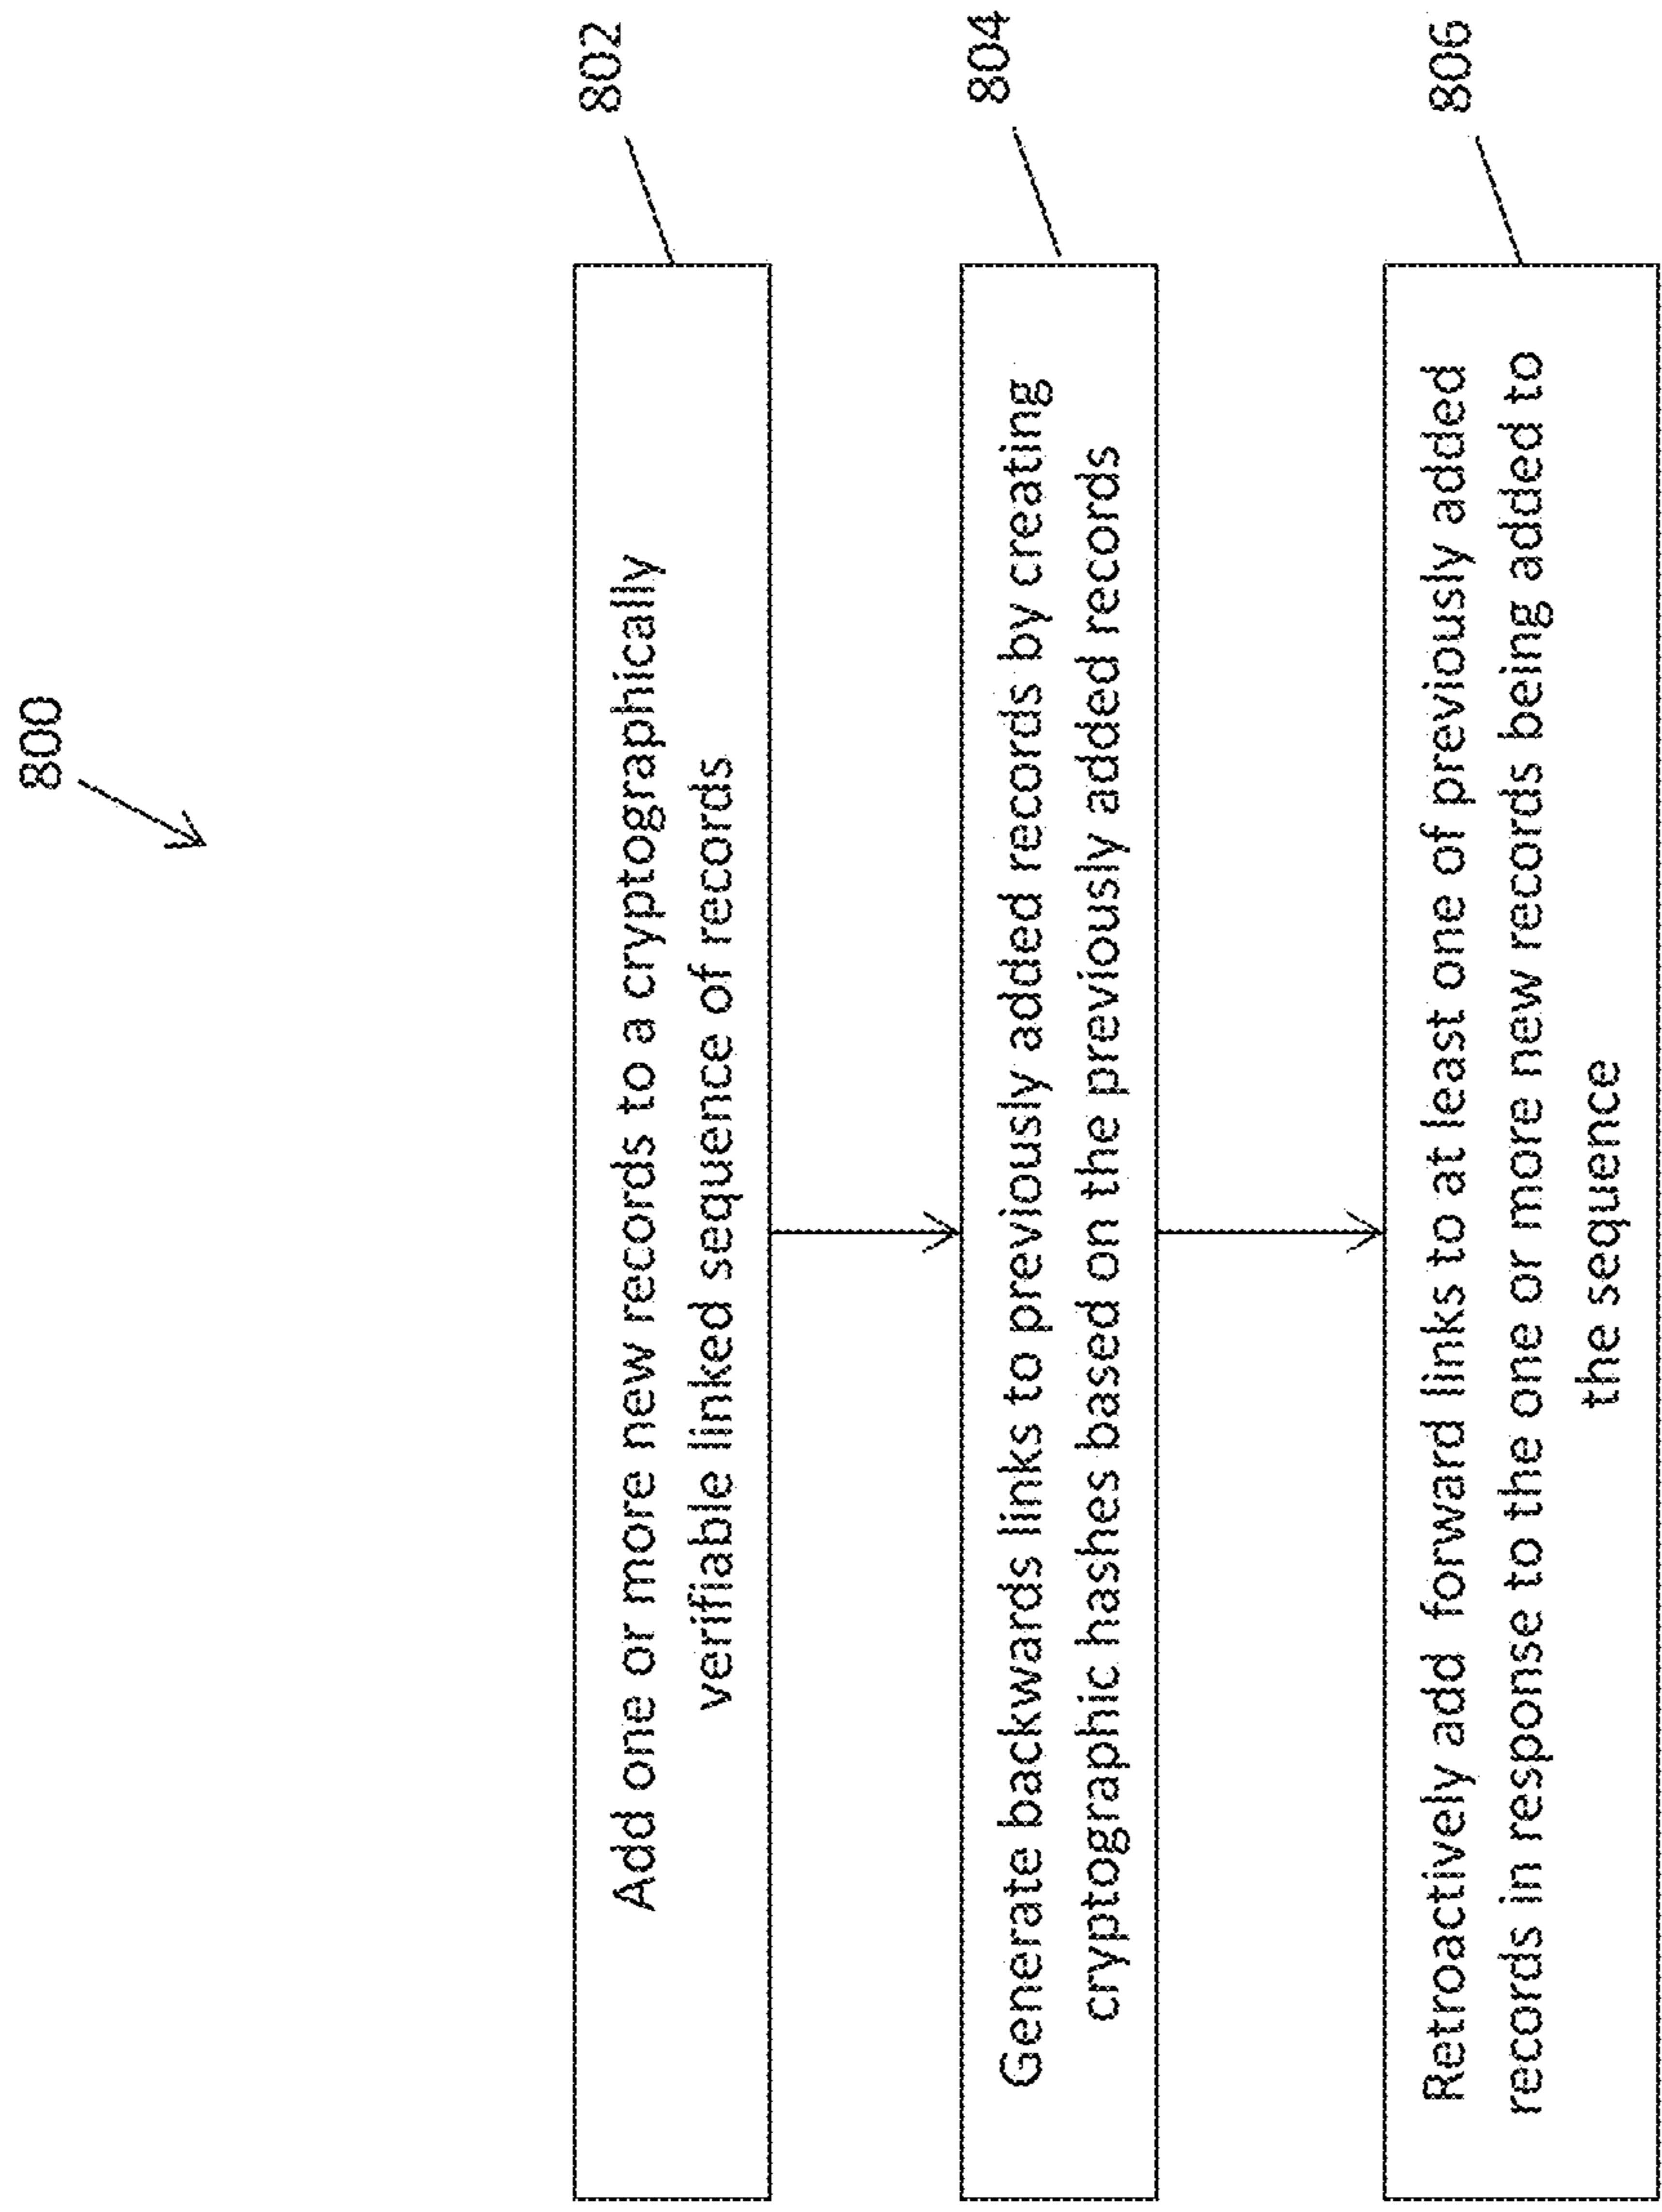 800
802
Add one or more new records to a cryptographically
verifiable linked sequence of records
804
Generate backwards links to previously added records by creating
cryptographic hashes based on the previously added records
806
Retroactively add forward links to at least one of previously added
records in response to the one or more new records being added to
the sequence